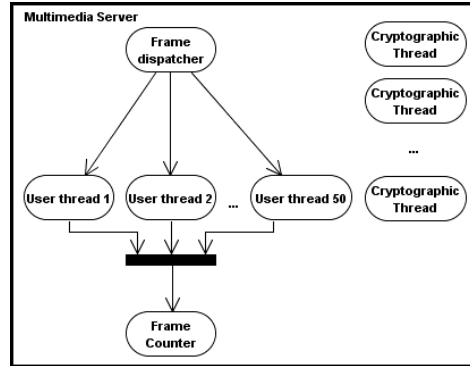 Multimedia Server
Frame
dispatcher
Cryptographic
Thread
Cryptographic
Thread
...
User thread 1
User thread 2
...
User thread 50
Cryptographic
Thread
Frame
Counter